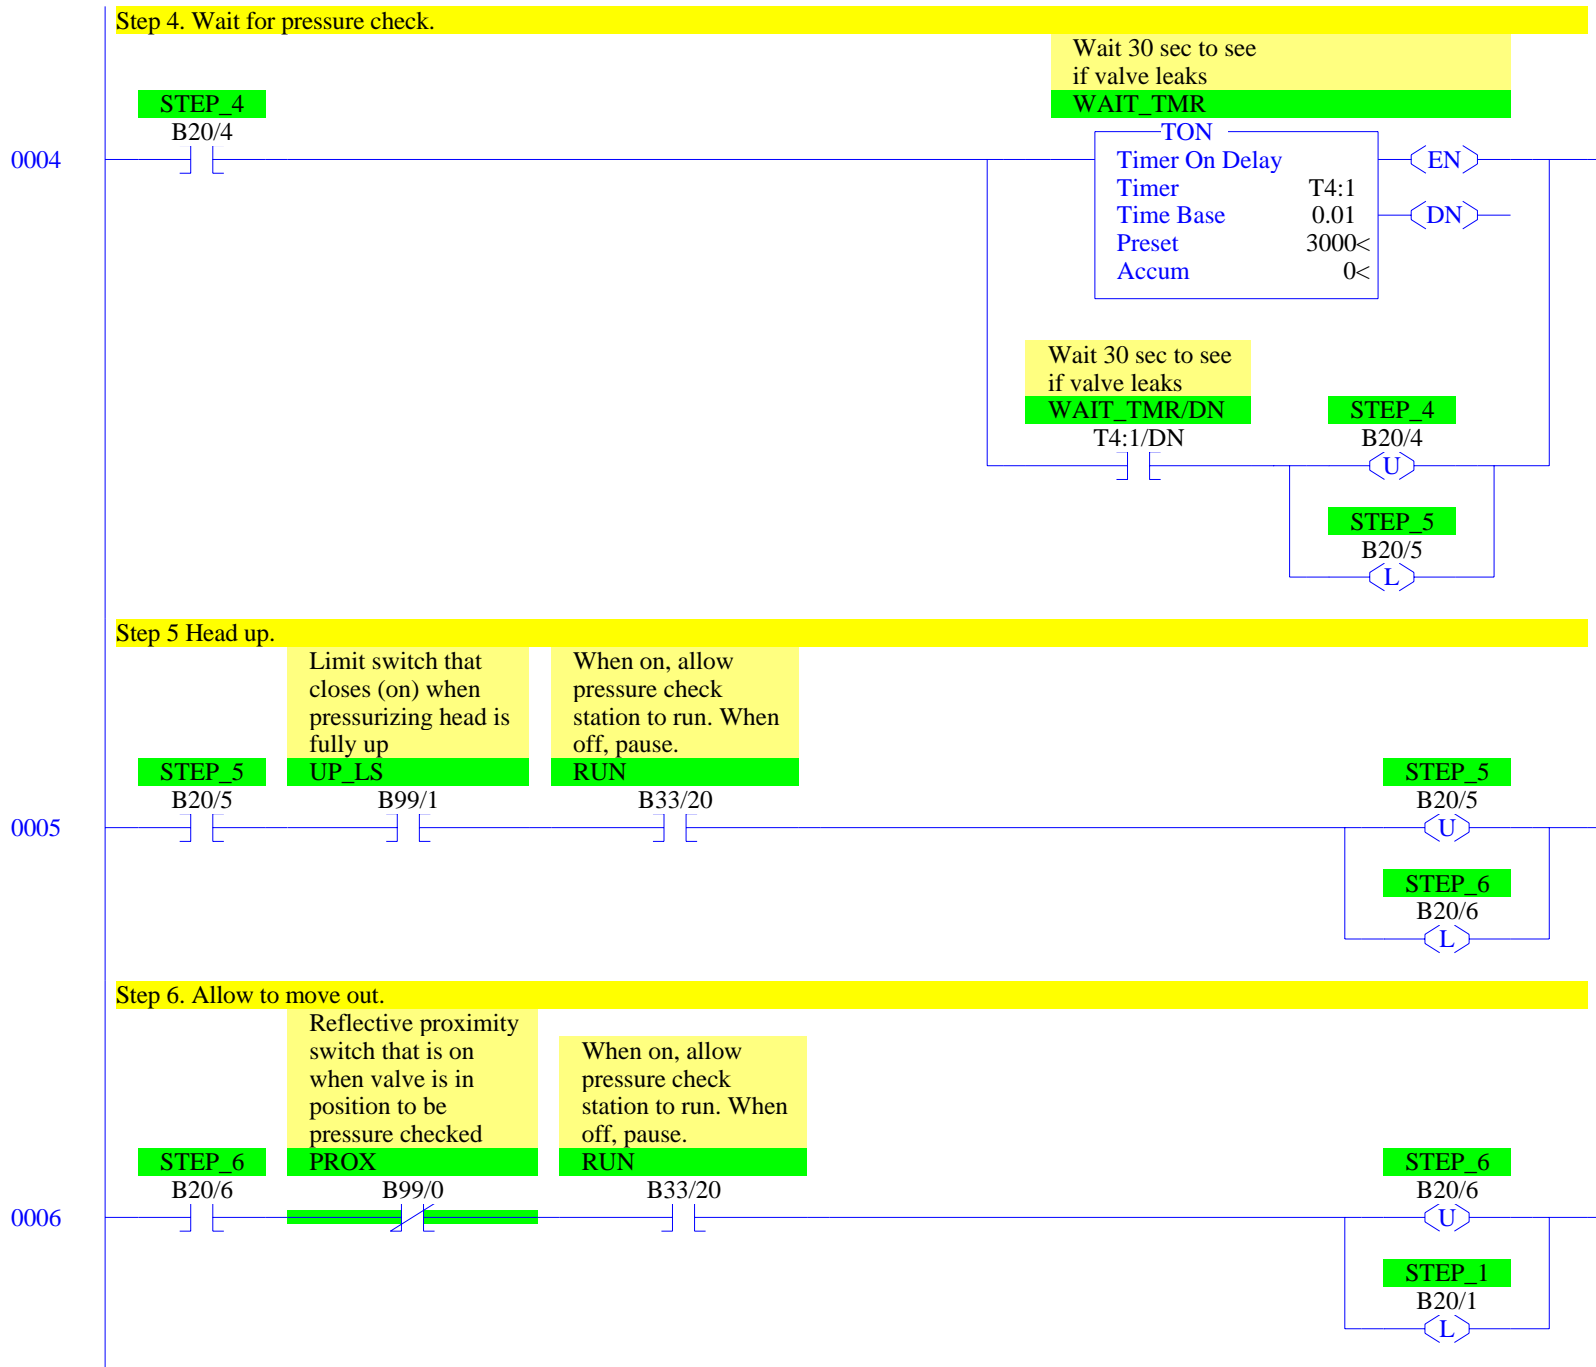 Step 4. Wait for pressure check.
Wait 30 sec to see
if valve leaks
STEP_4
WAIT_TMR
B20/4
TON
0004
Timer On Delay
EN
Timer T4:1
Time Base 0.01
DN
Preset 3000<
Accum 0<
Wait 30 sec to see
if valve leaks
WAIT_TMR/DN
STEP_4
T4:1/DN
B20/4
U
STEP_5
B20/5
L
Step 5 Head up.
Limit switch that
closes (on) when
pressurizing head is
fully up
When on, allow
pressure check
station to run. When
off, pause.
STEP_5
UP_LS
RUN
STEP_5
B20/5
B99/1
B33/20
B20/5
0005
U
STEP_6
B20/6
L
Step 6. Allow to move out.
Reflective proximity
switch that is on
when valve is in
position to be
pressure checked
When on, allow
pressure check
station to run. When
off, pause.
STEP_6
PROX
RUN
STEP_6
B20/6
B99/0
B33/20
B20/6
0006
U
STEP_1
B20/1
L